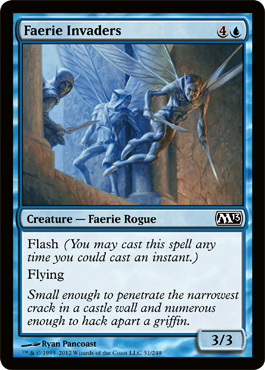 Faerie Invaders 4
M13
Creature — Faerie Rogue
Flash (You may cast this spell any
time you could cast an instant.)
Flying
Small enough to penetrate the narrowest
crack in a castle wall and numerous
enough to hack apart a griffin.
Ryan Pancoast
3/3
™ & © 1993–2012 Wizards of the Coast LLC 51/249